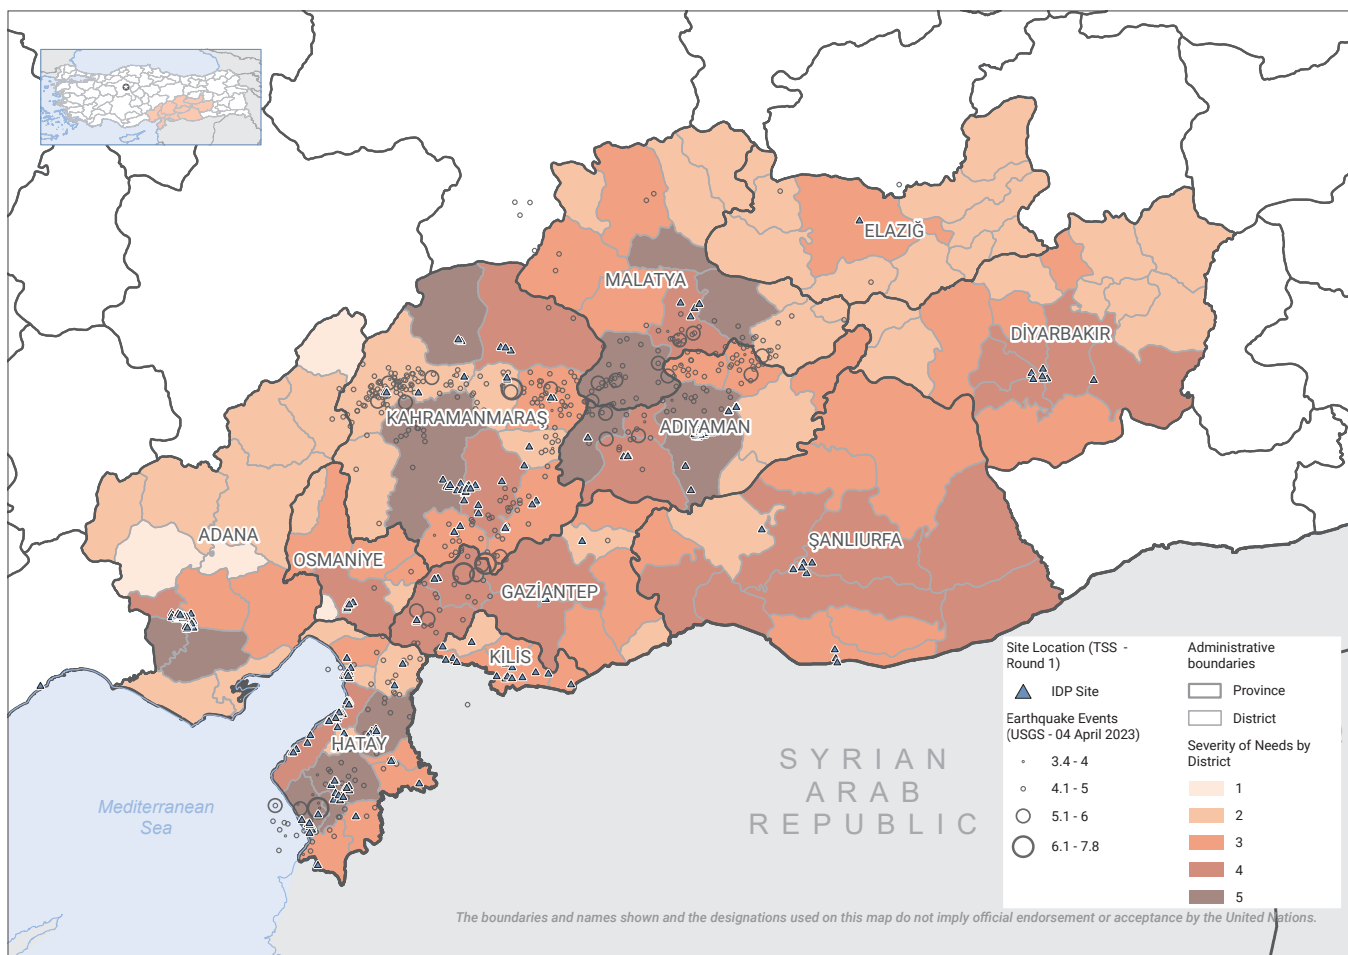 ELAZIĞ
MALATYA
DİYARBAKIR
KAHRAMANMARAŞ
ADIYAMAN
ADANA
OSMANİYE
ŞANLIURFA
GAZİANTEP
KİLİS
HATAY
Mediterranean
Sea
SYRIAN
ARAB
REPUBLIC
Site Location (TSS -
Round 1)
IDP Site
Earthquake Events
(USGS - 04 April 2023)
3.4 - 4
4.1 - 5
5.1 - 6
6.1 - 7.8
Administrative
boundaries
Province
District
Severity of Needs by
District
1
2
3
4
5
The boundaries and names shown and the designations used on this map do not imply official endorsement or acceptance by the United Nations.